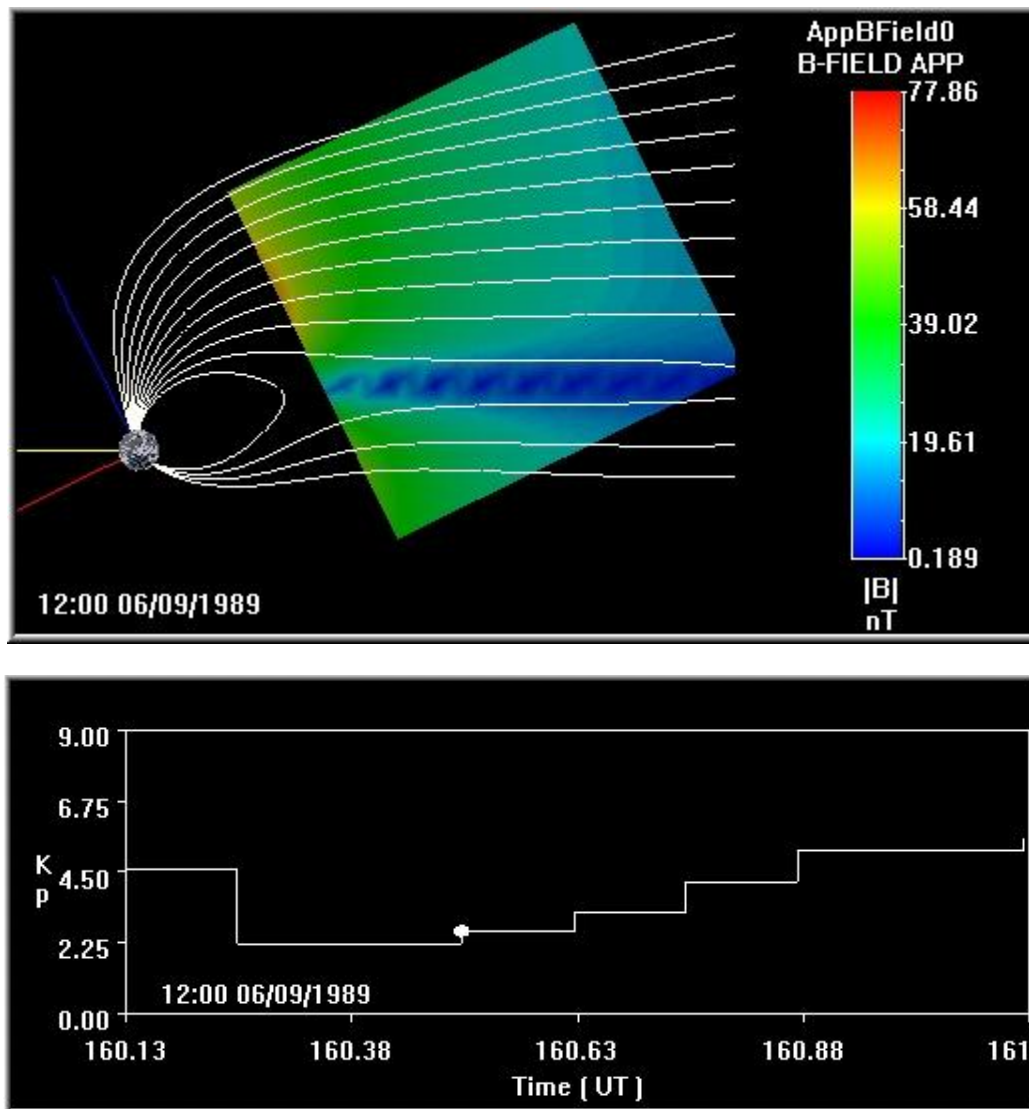 AppBField0
B-FIELD APP
77.86
58.44
39.02
19.61
0.189
|B|
nT
12:00 06/09/1989
9.00
6.75
K
4.50
p
2.25
12:00 06/09/1989
0.00
160.13 160.38 160.63 160.88 161
Time ( UT )